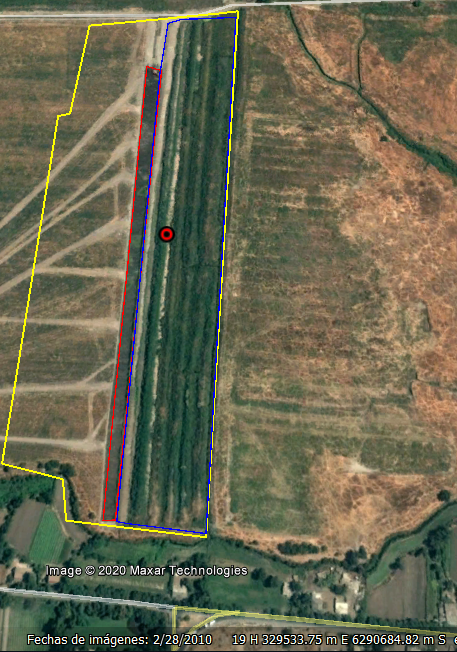 Image © 2020 Maxar Technologies
Fechas de imágenes: 2/28/2010 19 H 329533.75 m E 6290684.82 m S